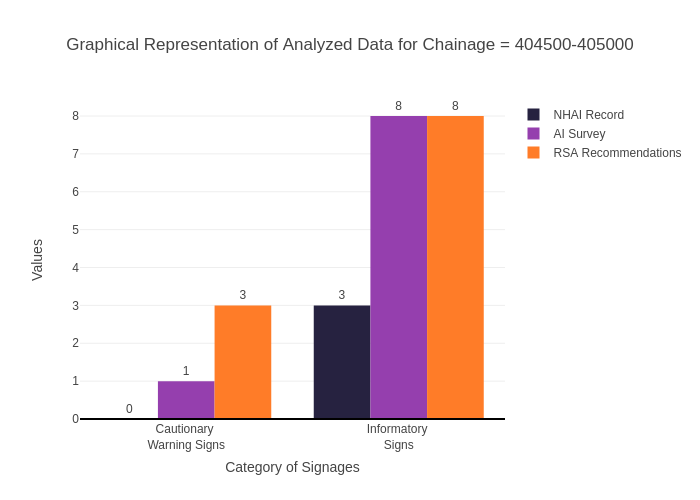 Graphical Representation of Analyzed Data for Chainage = 404500-405000
NHAI Record
AI Survey
RSA Recommendations
Values
8
7
6
5
4
3
2
1
0
0
1
3
3
8
8
Cautionary
Warning Signs
Informatory
Signs
Category of Signages